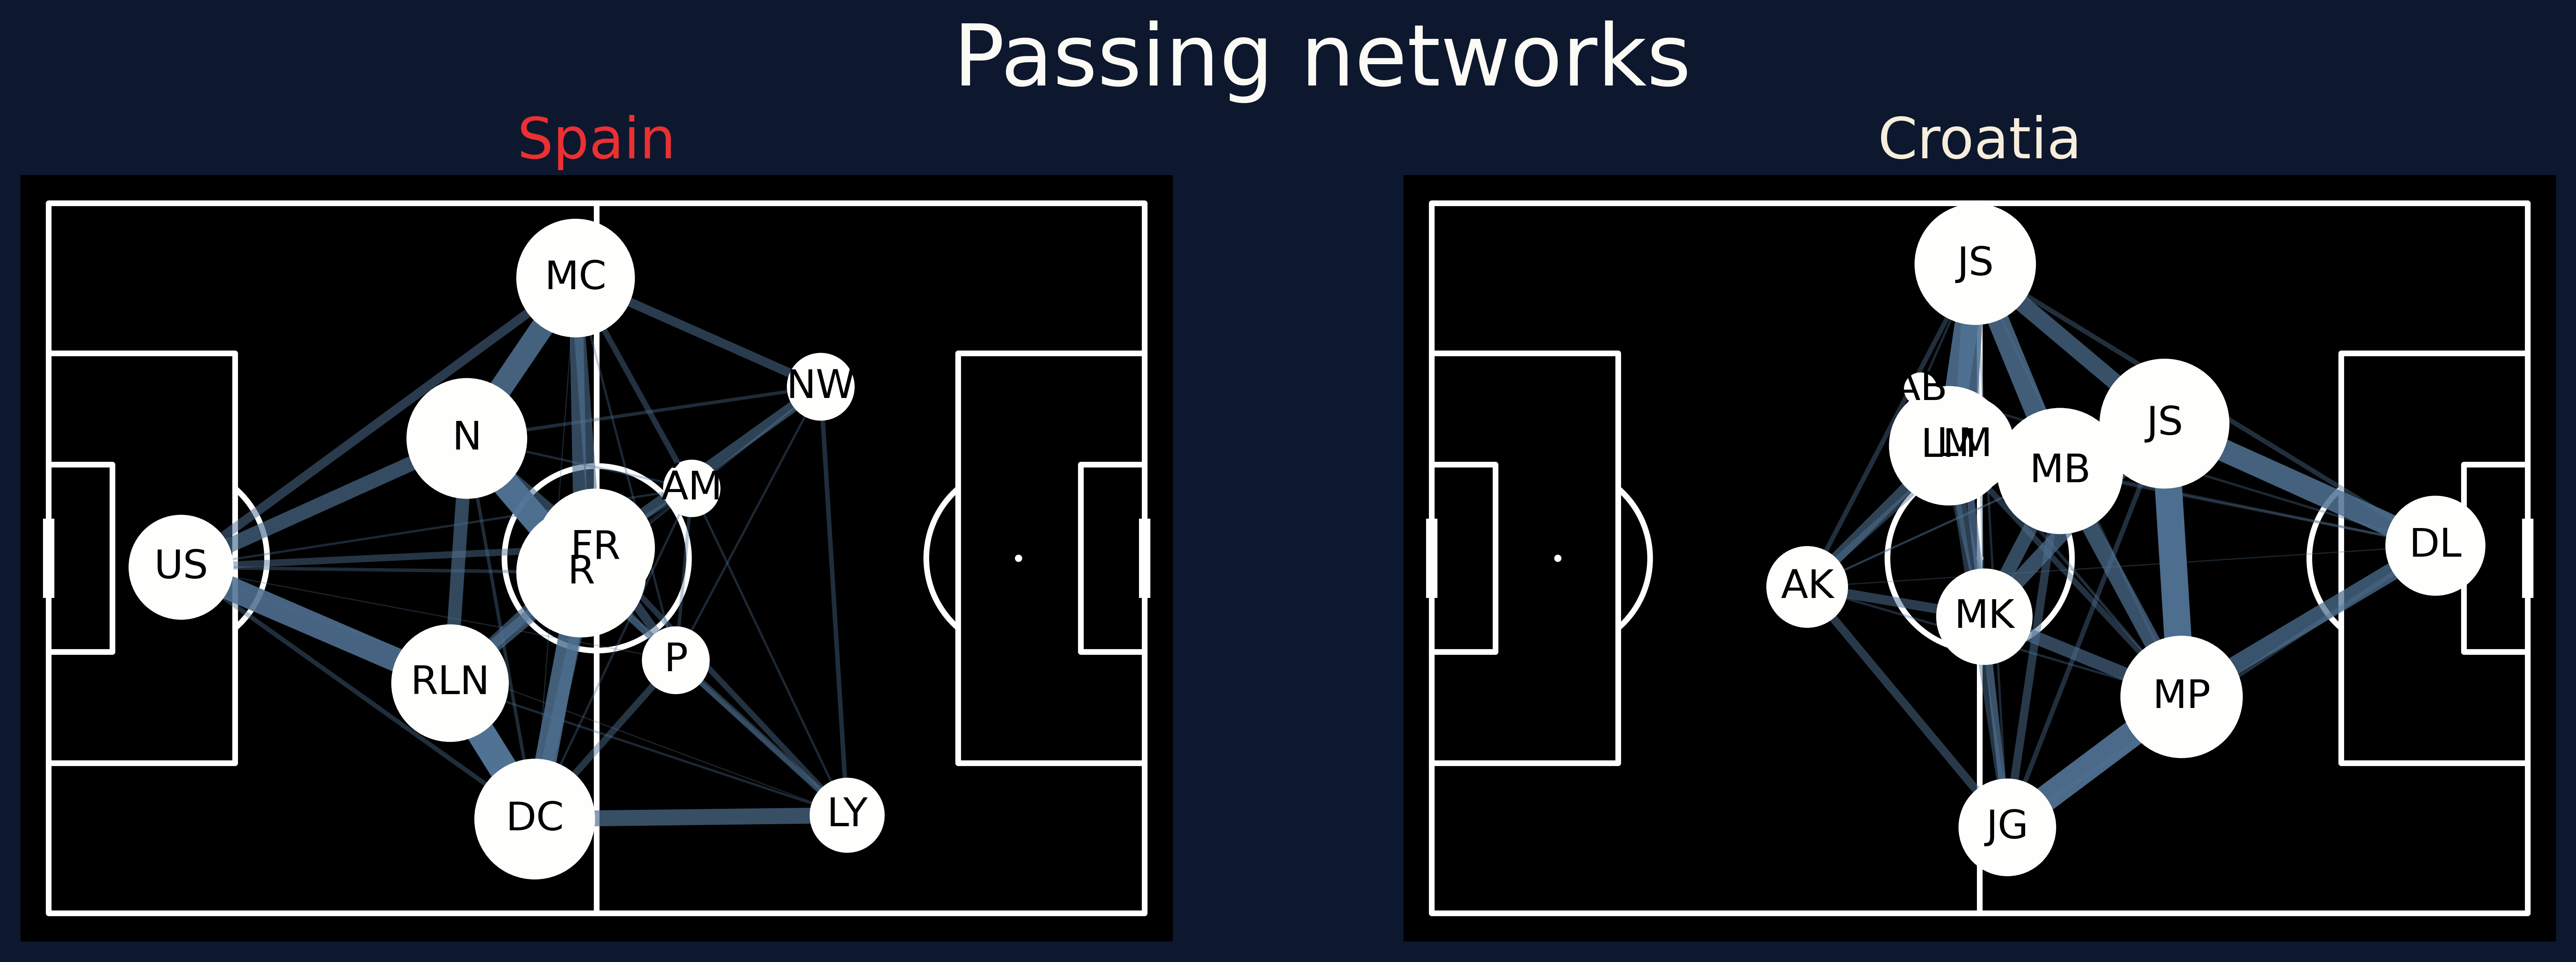 Passing networks
Spain
Croatia
MC
NW
N
AM
FR
R
US
P
RLN
DC
LY
JS
AB
JS
LM
MB
DL
AK
MK
MP
JG